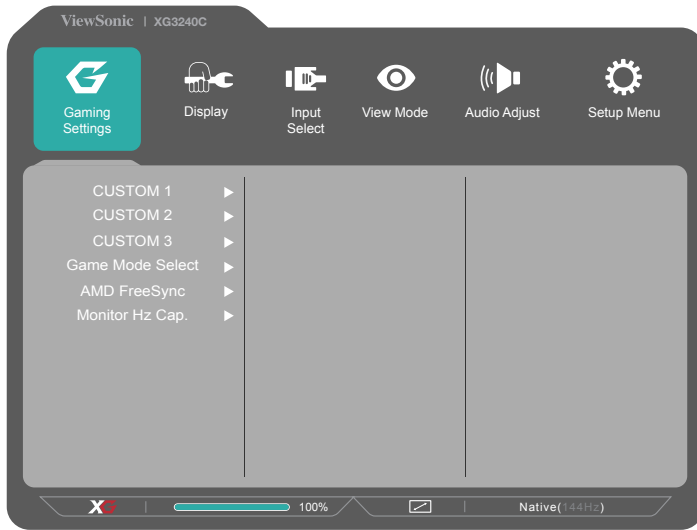 ViewSonic | XG3240C
Gaming
Settings
Display
Input
Select
View Mode
Audio Adjust
Setup Menu
CUSTOM 1
CUSTOM 2
CUSTOM 3
Game Mode Select
AMD FreeSync
Monitor Hz Cap.
XG | 100% | Native(144Hz)